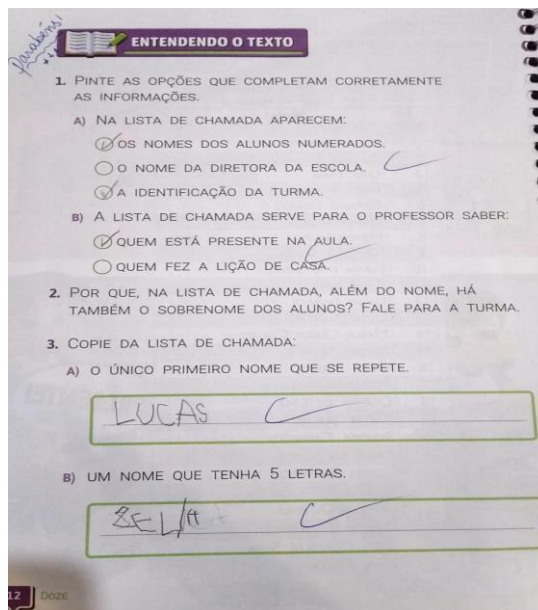 Parabéns!
ENTENDENDO O TEXTO
1. PINTE AS OPÇÕES QUE COMPLETAM CORRETAMENTE
AS INFORMAÇÕES.
A) NA LISTA DE CHAMADA APARECEM:
OS NOMES DOS ALUNOS NUMERADOS.
O NOME DA DIRETORA DA ESCOLA.
A IDENTIFICAÇÃO DA TURMA.
B) A LISTA DE CHAMADA SERVE PARA O PROFESSOR SABER:
QUEM ESTÁ PRESENTE NA AULA.
QUEM FEZ A LIÇÃO DE CASA.
2. POR QUE, NA LISTA DE CHAMADA, ALÉM DO NOME, HÁ
TAMBÉM O SOBRENOME DOS ALUNOS? FALE PARA A TURMA.
3. COPIE DA LISTA DE CHAMADA:
A) O ÚNICO PRIMEIRO NOME QUE SE REPETE.
LUCAS
B) UM NOME QUE TENHA 5 LETRAS.
12 DOZE